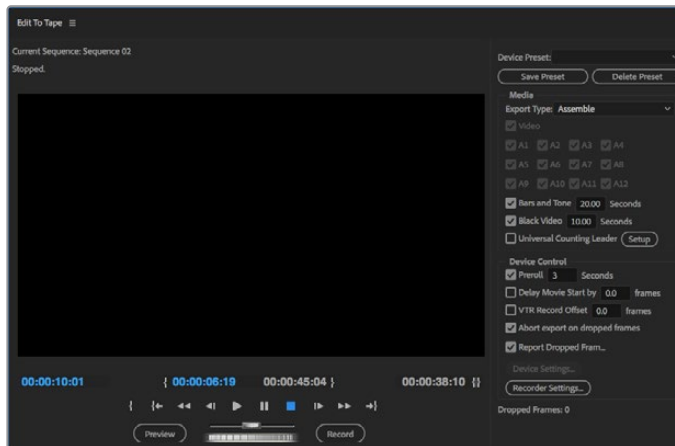 Edit To Tape
Current Sequence: Sequence 02
Stopped.
00:00:10:01 { 00:00:06:19 00:00:45:04 } 00:00:38:10 {}
Preview Record
Device Preset:
Save Preset Delete Preset
Media
Export Type: Assemble
Video
A1 A2 A3 A4
A5 A6 A7 A8
A9 A10 A11 A12
Bars and Tone 20.00 Seconds
Black Video 10.00 Seconds
Universal Counting Leader Setup
Device Control
Preroll 3 Seconds
Delay Movie Start by 0.0 frames
VTR Record Offset 0.0 frames
Abort export on dropped frames
Report Dropped Fram...
Device Settings...
Recorder Settings...
Dropped Frames: 0